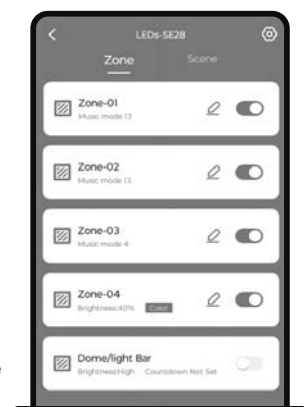 LEDs-SE28
Zone Scene
Zone-01
Music mode 13
Zone-02
Music mode 13
Zone-03
Music mode 4
Zone-04
Brightness:42% Color
Dome/light Bar
Brightness:High Countdown Not Set
e